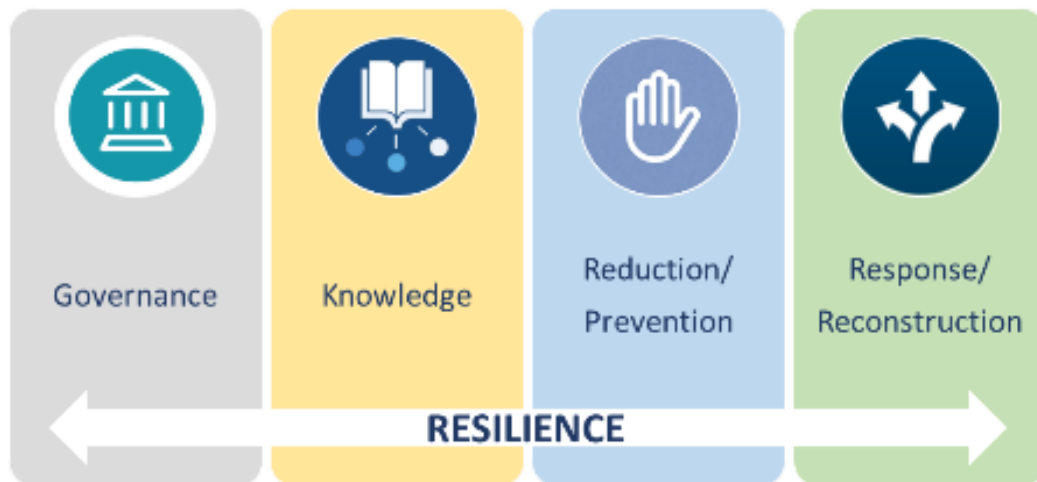 Governance
Knowledge
Reduction/
Prevention
Response/
Reconstruction
RESILIENCE